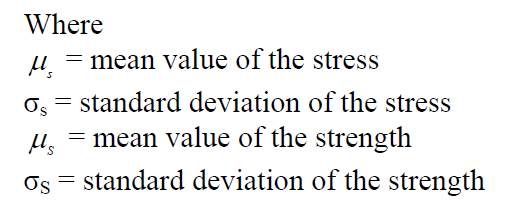 Where
μₛ = mean value of the stress
σₛ = standard deviation of the stress
μₛ = mean value of the strength
σS = standard deviation of the strength